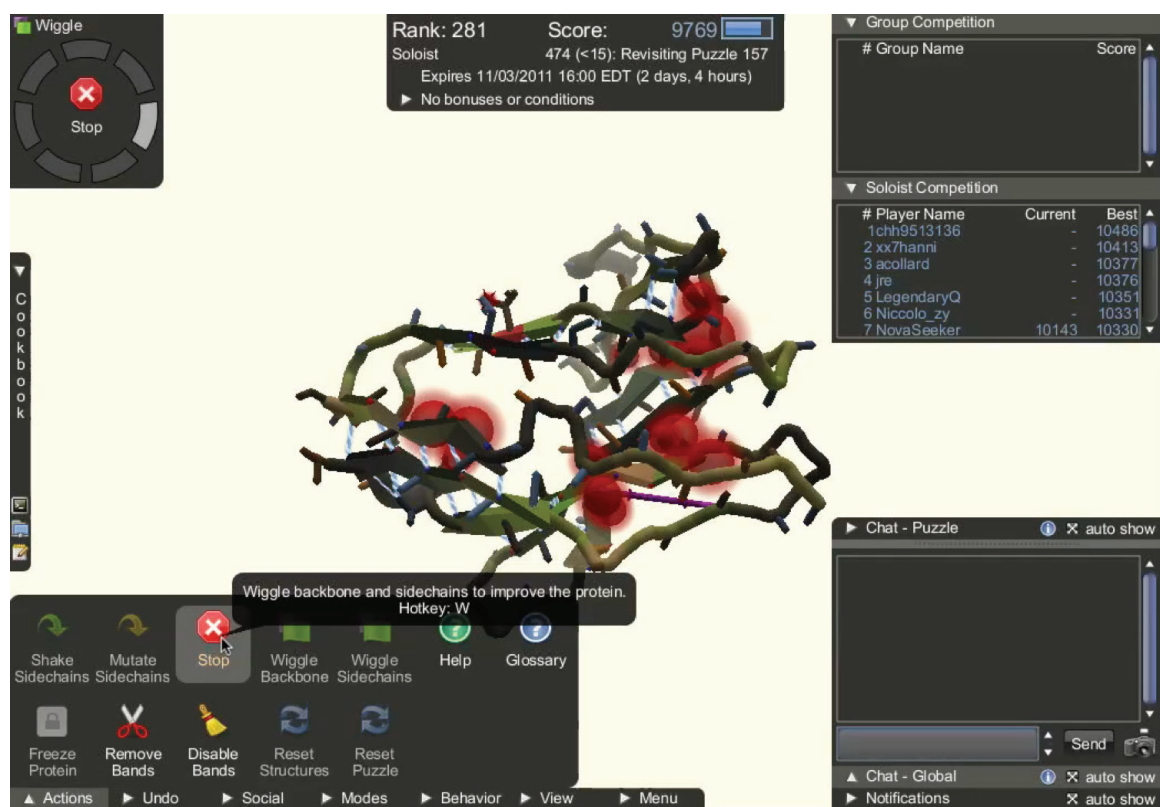 Wiggle
Stop
Rank: 281 Score: 9769
Soloist 474 (<15): Revisiting Puzzle 157
Expires 11/03/2011 16:00 EDT (2 days, 4 hours)
No bonuses or conditions
Group Competition
# Group Name Score
Soloist Competition
# Player Name Current Best
1 chh9513136 - 10486
2 xx7hanni - 10413
3 acollard - 10377
4 jre - 10376
5 LegendaryQ - 10351
6 Niccolo_zy - 10331
7 NovaSeeker 10143 10330
Cookbook
Chat - Puzzle auto show
Wiggle backbone and sidechains to improve the protein.
Hotkey: W
Shake Sidechains
Mutate Sidechains
Stop
Wiggle Backbone
Wiggle Sidechains
Help
Glossary
Freeze Protein
Remove Bands
Disable Bands
Reset Structures
Reset Puzzle
Send
Chat - Global auto show
Actions Undo Social Modes Behavior View Menu
Notifications auto show